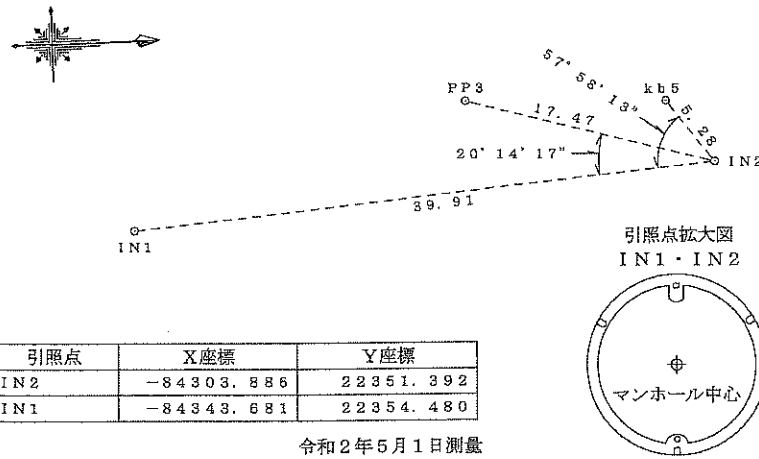 57° 58' 13"
PP3
kb5
17.47
5.28
20° 14' 17"
IN2
39.91
IN1
引照点拡大図
IN1・IN2
マンホール中心
引照点 X座標 Y座標
IN2 -84303.886 22351.392
IN1 -84343.681 22354.480
令和2年5月1日測量